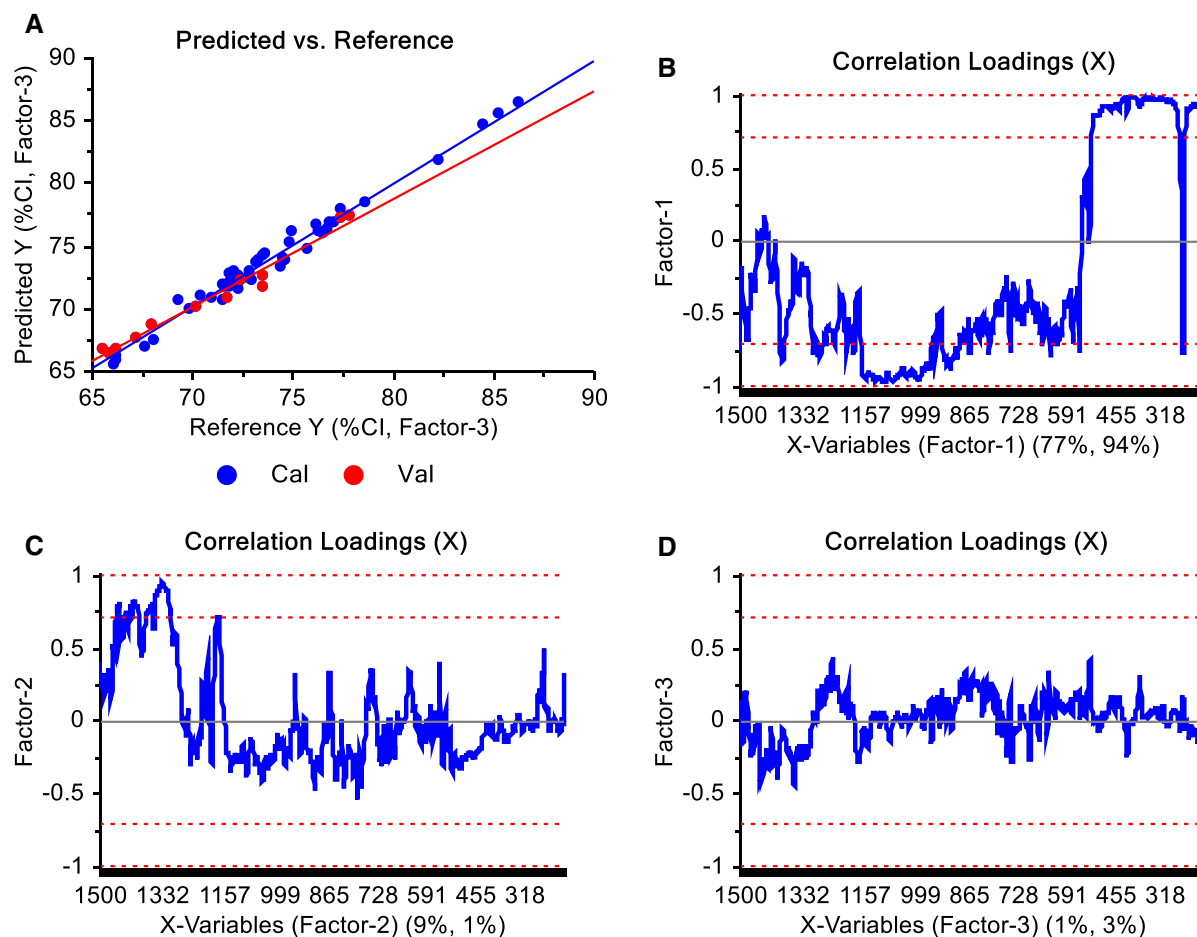 A
Predicted vs. Reference
90
85
80
75
70
65
Predicted Y (%CI, Factor-3)
65 70 75 80 85 90
Reference Y (%CI, Factor-3)
Cal Val
B
Correlation Loadings (X)
1
0.5
0
-0.5
-1
Factor-1
1500 1332 1157 999 865 728 591 455 318
X-Variables (Factor-1) (77%, 94%)
C
Correlation Loadings (X)
1
0.5
0
-0.5
-1
Factor-2
1500 1332 1157 999 865 728 591 318
X-Variables (Factor-2) (9%, 1%)
D
Correlation Loadings (X)
1
0.5
0
-0.5
-1
Factor-3
1500 1332 1157 999 865 728 591 455 318
X-Variables (Factor-3) (1%, 3%)